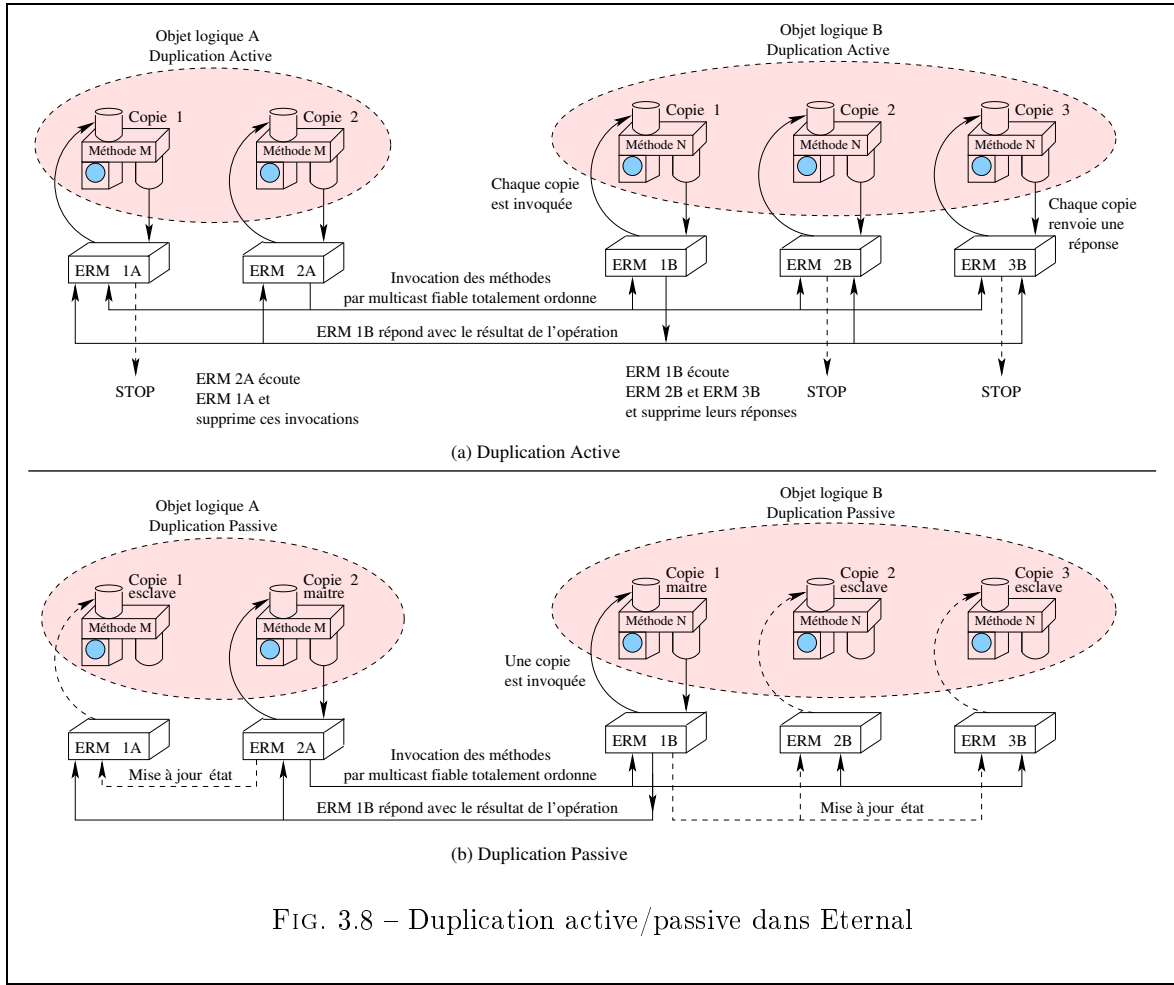 Objet logique A
Duplication Active
Objet logique B
Duplication Active
Copie 1
Méthode M
Copie 2
Méthode M
Copie 1
Méthode N
Copie 2
Méthode N
Copie 3
Méthode N
Chaque copie
est invoquée
Chaque copie
renvoie une
réponse
ERM 1A
ERM 2A
ERM 1B
ERM 2B
ERM 3B
Invocation des méthodes
par multicast fiable totalement ordonne
ERM 1B répond avec le résultat de l'opération
STOP
ERM 2A écoute
ERM 1A et
supprime ces invocations
ERM 1B écoute
ERM 2B et ERM 3B
et supprime leurs réponses
STOP
STOP
(a) Duplication Active
Objet logique A
Duplication Passive
Objet logique B
Duplication Passive
Copie 1
esclave
Méthode M
Copie 2
maître
Méthode M
Copie 1
maître
Méthode N
Copie 2
esclave
Méthode N
Copie 3
esclave
Méthode N
Une copie
est invoquée
ERM 1A
ERM 2A
ERM 1B
ERM 2B
ERM 3B
Mise à jour état
Invocation des méthodes
par multicast fiable totalement ordonne
ERM 1B répond avec le résultat de l'opération
Mise à jour état
(b) Duplication Passive
FIG. 3.8 – Duplication active/passive dans Eternal